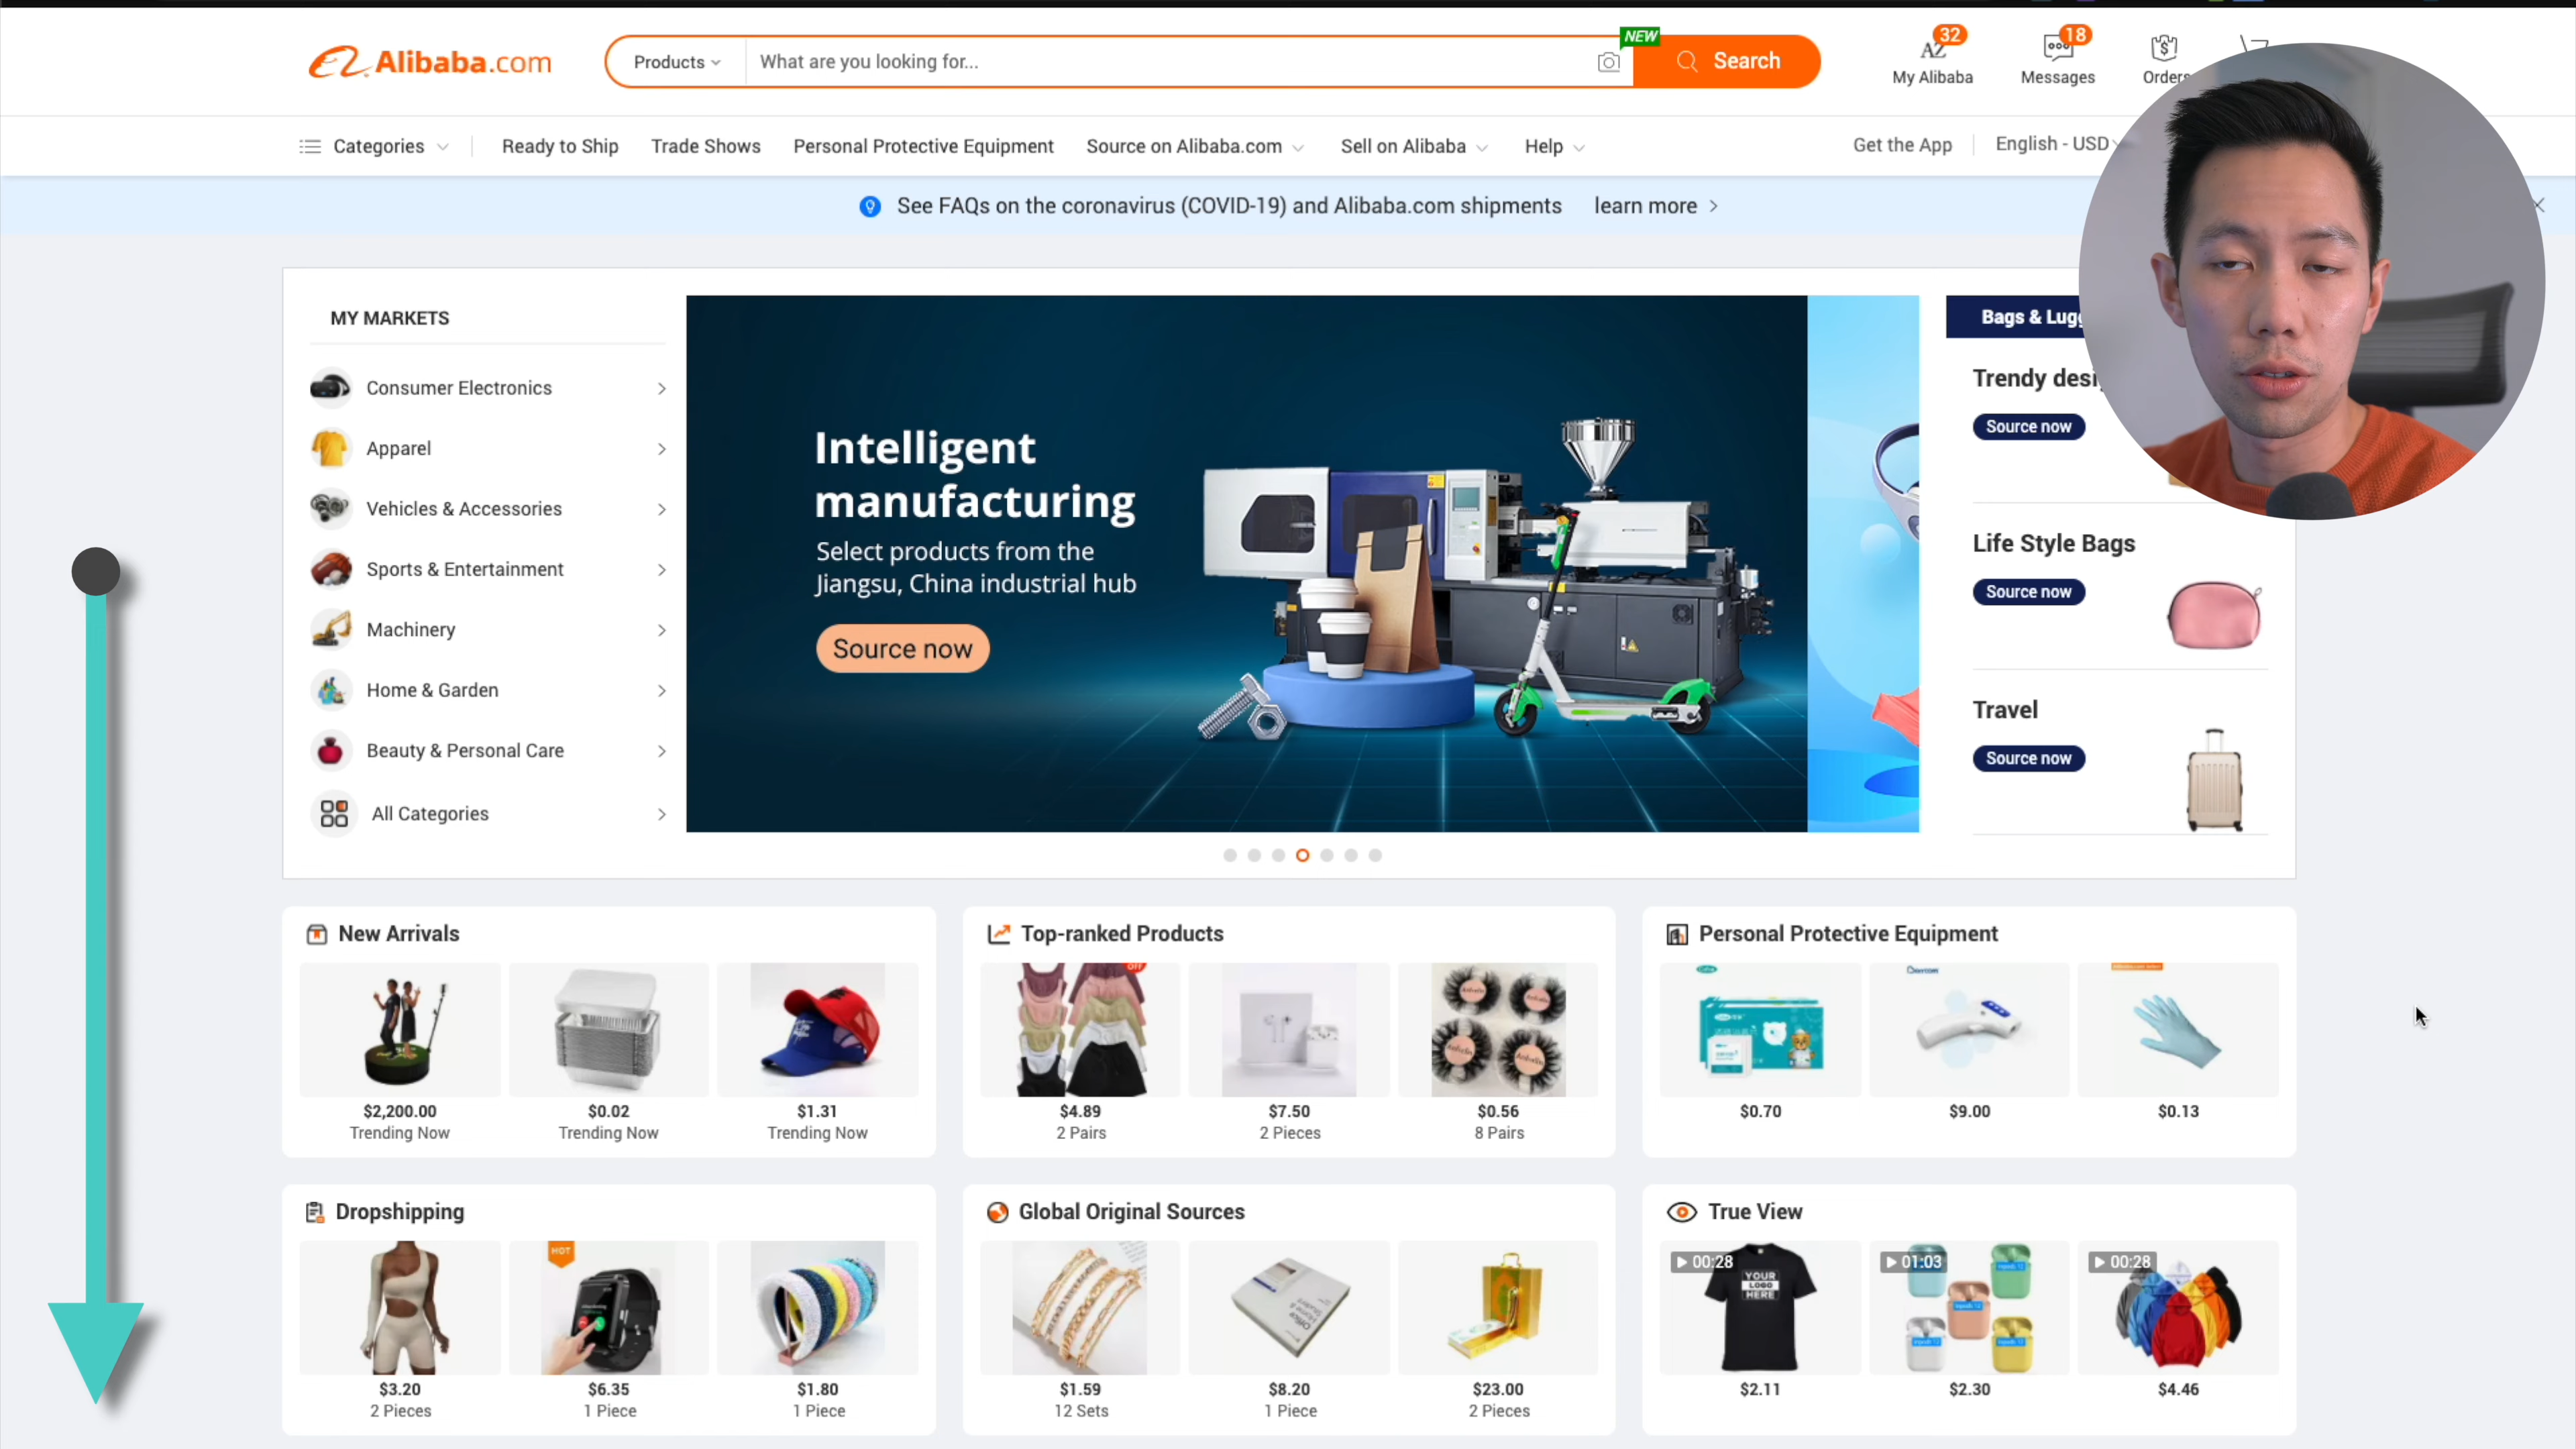 Alibaba.com
Products
What are you looking for...
NEW
Search
32
My Alibaba
18
Messages
Orders
Categories
Ready to Ship
Trade Shows
Personal Protective Equipment
Source on Alibaba.com
Sell on Alibaba
Help
Get the App
English - USD
See FAQs on the coronavirus (COVID-19) and Alibaba.com shipments
learn more
MY MARKETS
Consumer Electronics
Apparel
Vehicles & Accessories
Sports & Entertainment
Machinery
Home & Garden
Beauty & Personal Care
All Categories
Intelligent
manufacturing
Select products from the
Jiangsu, China industrial hub
Source now
Bags & Lugg
Trendy desi
Source now
Life Style Bags
Source now
Travel
Source now
New Arrivals
$2,200.00
Trending Now
$0.02
Trending Now
$1.31
Trending Now
Top-ranked Products
OFF
$4.89
2 Pairs
$7.50
2 Pieces
$0.56
8 Pairs
Personal Protective Equipment
$0.70
$9.00
$0.13
Dropshipping
$3.20
2 Pieces
HOT
$6.35
1 Piece
$1.80
1 Piece
Global Original Sources
$1.59
12 Sets
$8.20
1 Piece
$23.00
2 Pieces
True View
00:28
YOUR
LOGO
HERE
$2.11
01:03
$2.30
00:28
$4.46